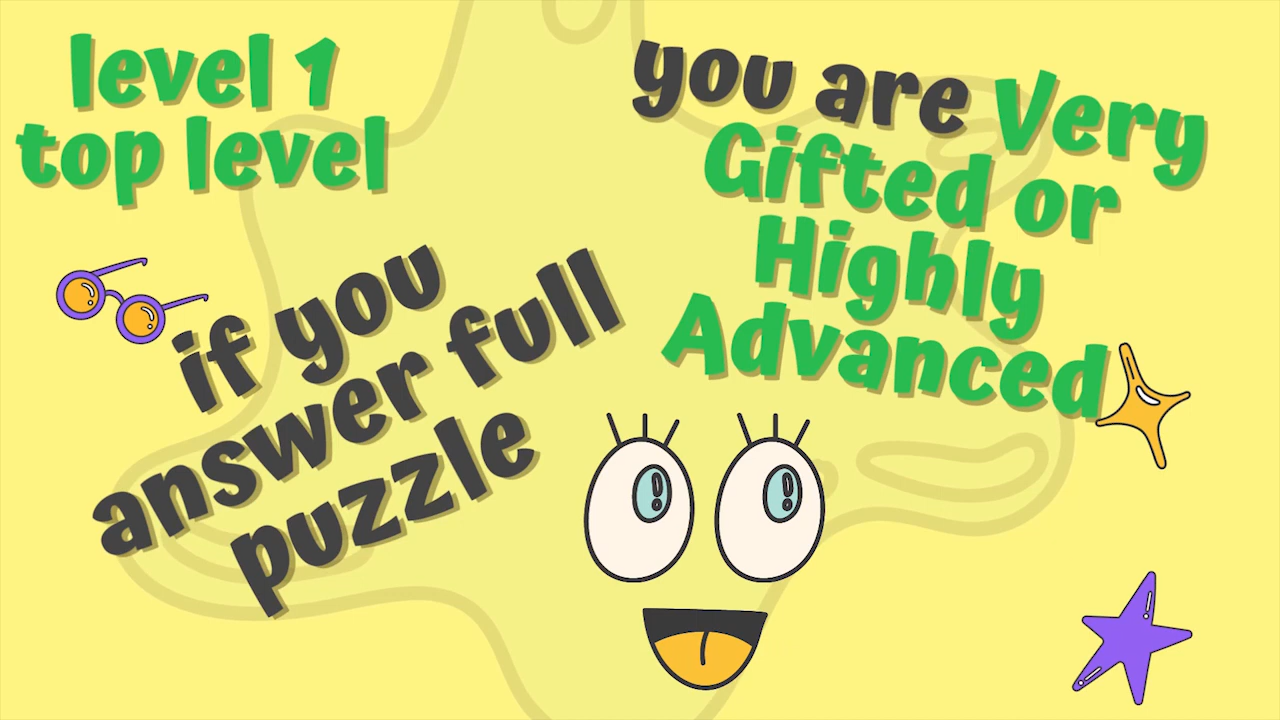 level 1
top level
you are Very
Gifted or
Highly
Advanced
if you
answer full
puzzle